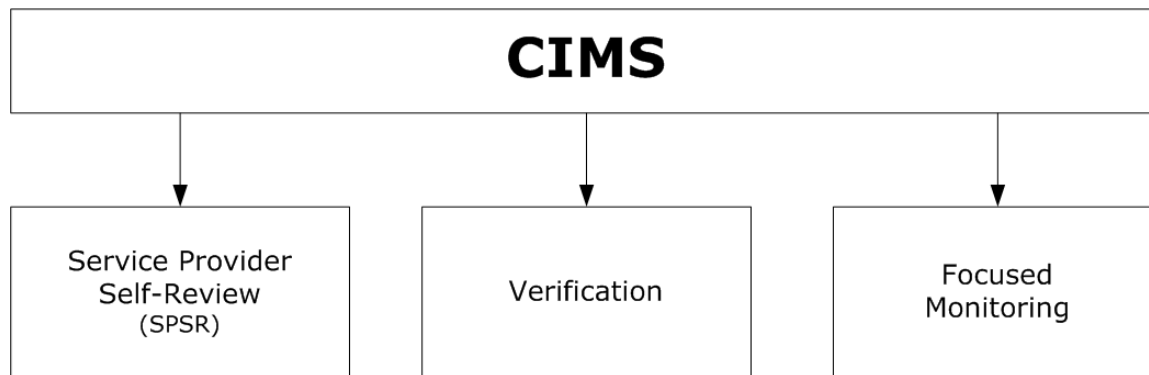 CIMS
Service Provider
Self-Review
(SPSR)
Verification
Focused
Monitoring